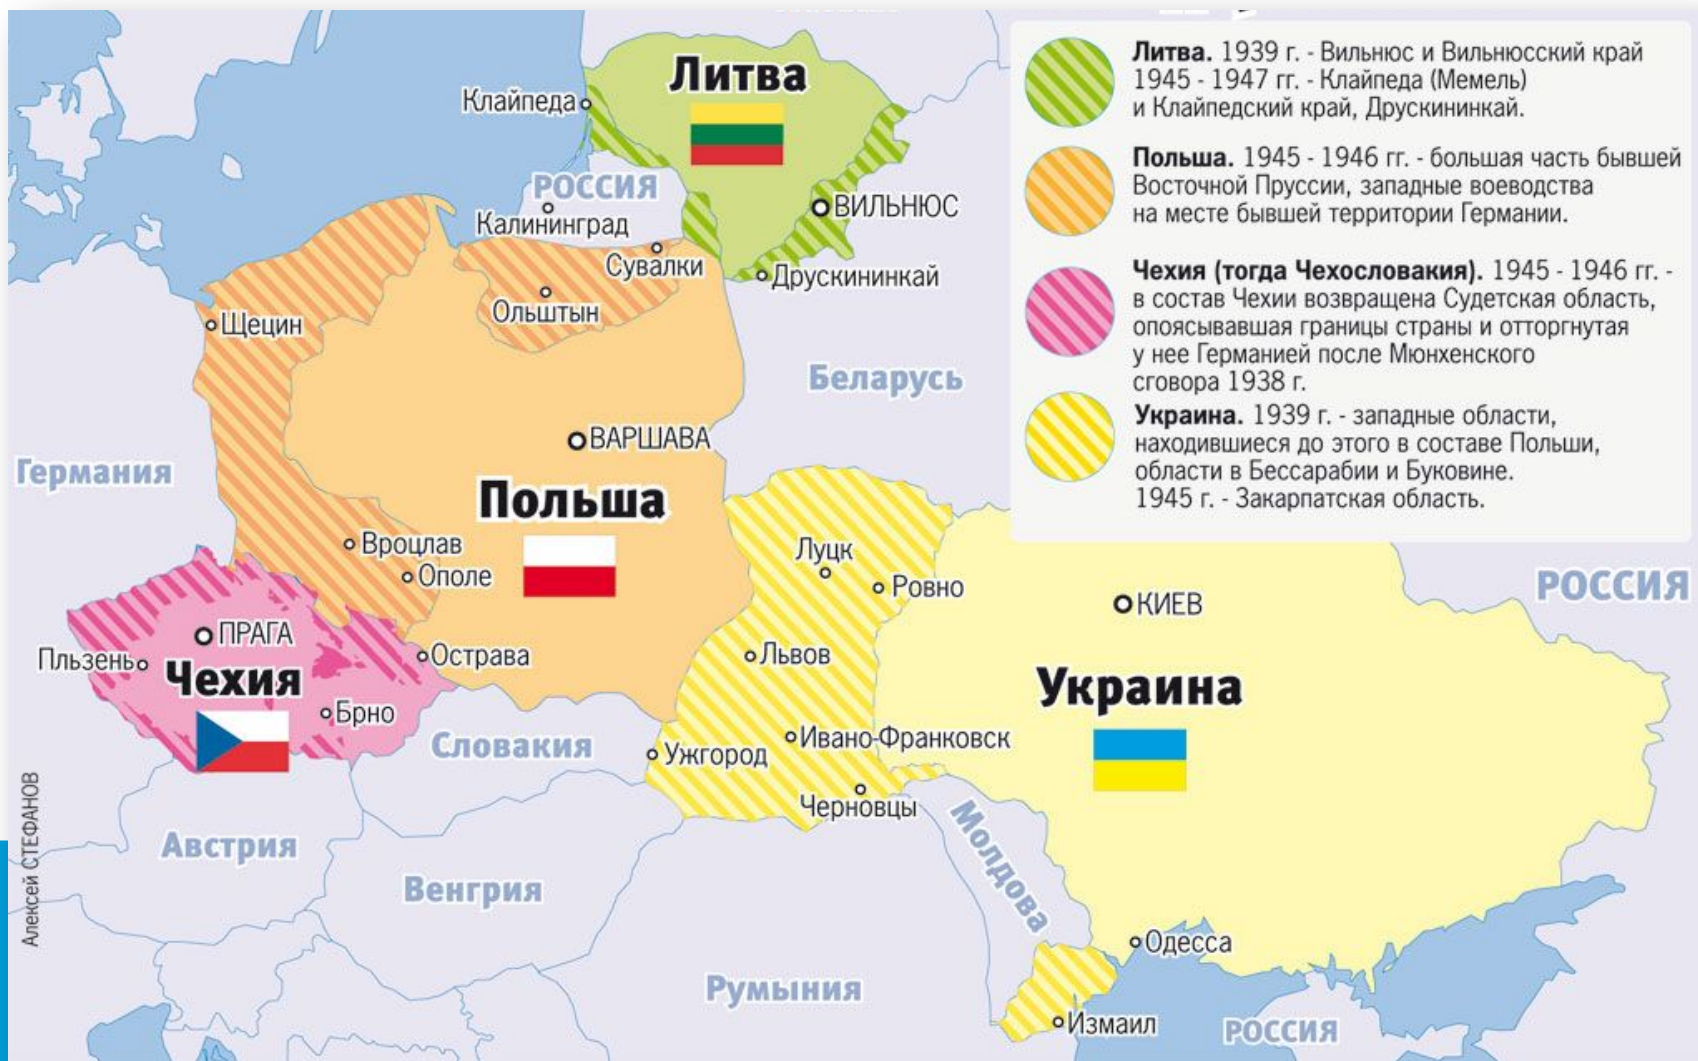 Литва. 1939 г. - Вильнюс и Вильнюсский край
1945 - 1947 гг. - Клайпеда (Мемель)
и Клайпедский край, Друскининкай.
Польша. 1945 - 1946 гг. - большая часть бывшей
Восточной Пруссии, западные воеводства
на месте бывшей территории Германии.
Чехия (тогда Чехословакия). 1945 - 1946 гг. -
в состав Чехии возвращена Судетская область,
опоясывавшая границы страны и отторгнутая
у нее Германией после Мюнхенского
сговора 1938 г.
Украина. 1939 г. - западные области,
находившиеся до этого в составе Польши,
области в Бессарабии и Буковине.
1945 г. - Закарпатская область.
Литва
Клайпеда
РОССИЯ
ВИЛЬНЮС
Калининград
Сувалки
Друскининкай
Ольштын
Щецин
Беларусь
ВАРШАВА
Германия
Польша
Вроцлав
Ополе
Луцк
Ровно
КИЕВ
РОССИЯ
ПРАГА
Пльзень
Острава
Львов
Чехия
Украина
Брно
Словакия
Ужгород
Ивано-Франковск
Черновцы
Молдова
Австрия
Венгрия
Одесса
Румыния
Измаил
РОССИЯ
Алексей СТЕФАНОВ